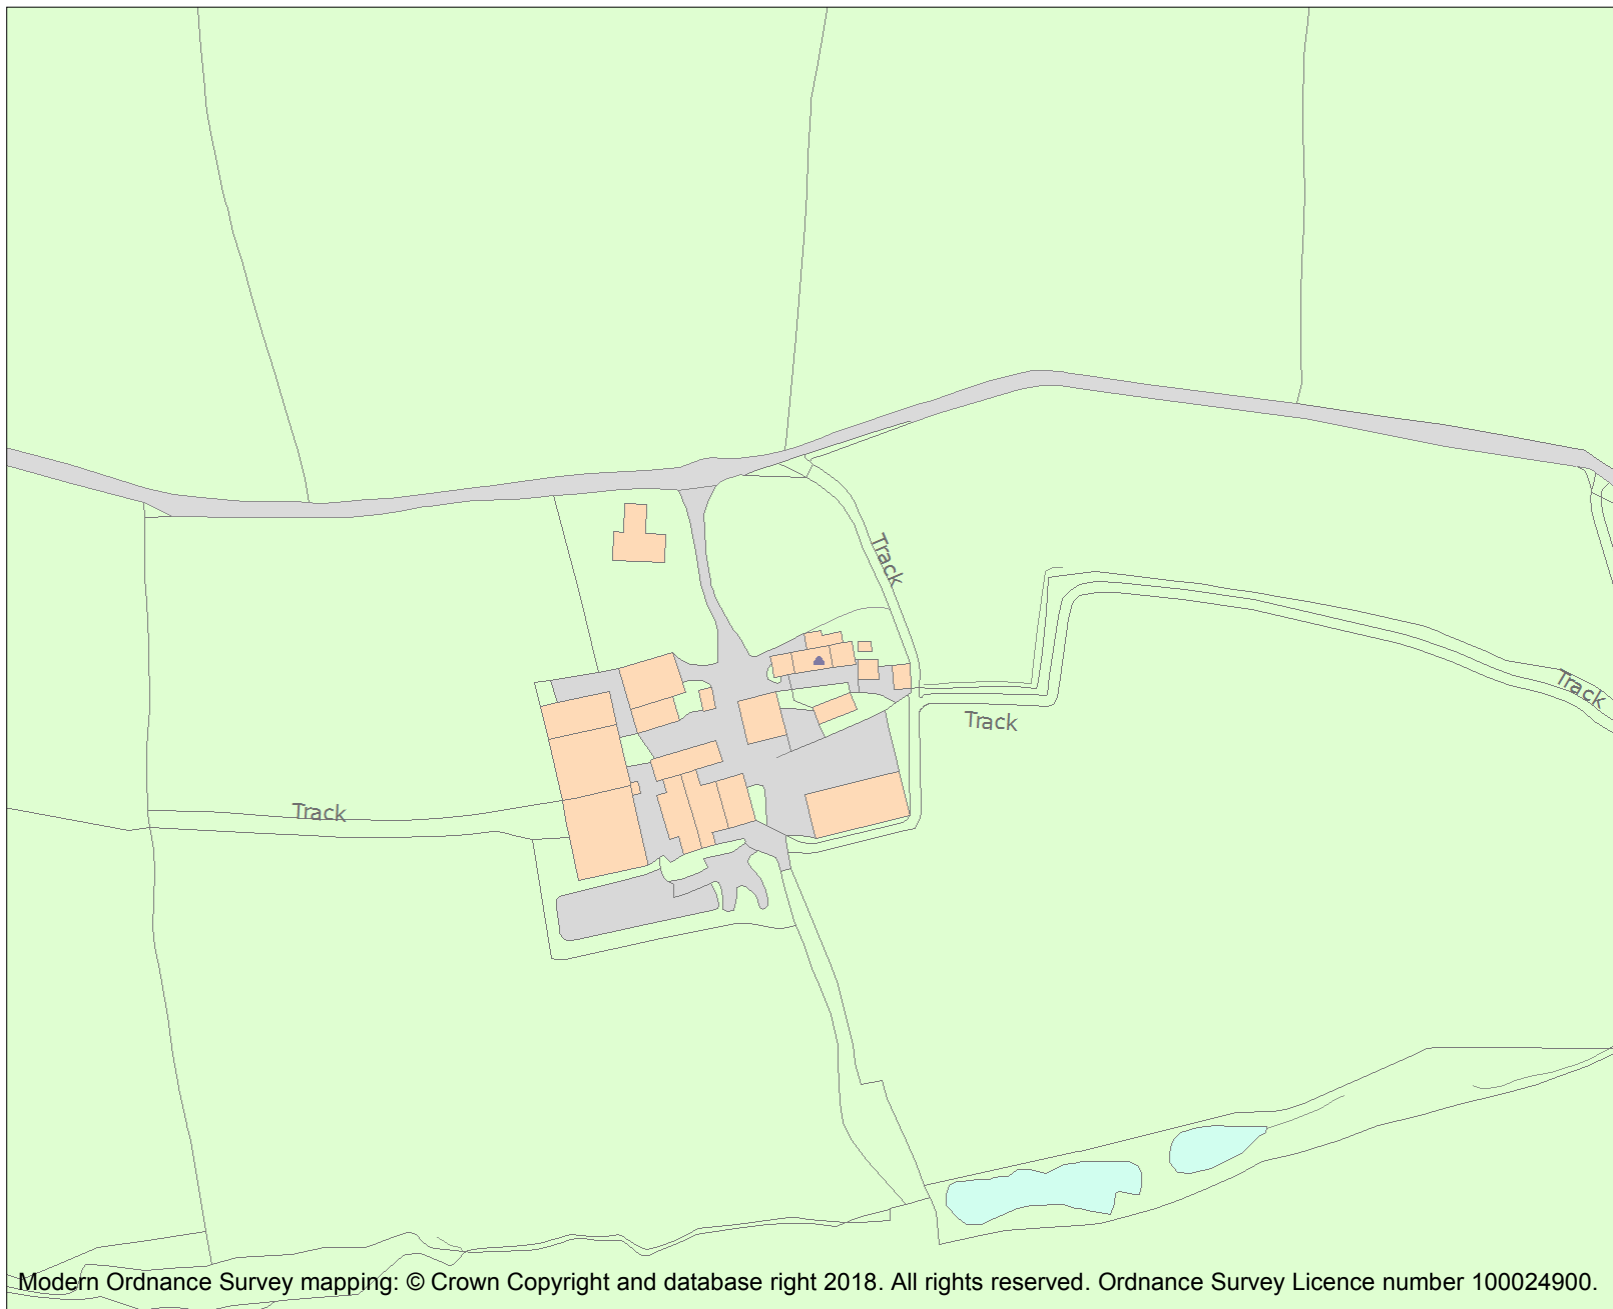 Track
Track
Track
Track
Modern Ordnance Survey mapping: © Crown Copyright and database right 2018. All rights reserved. Ordnance Survey Licence number 100024900.